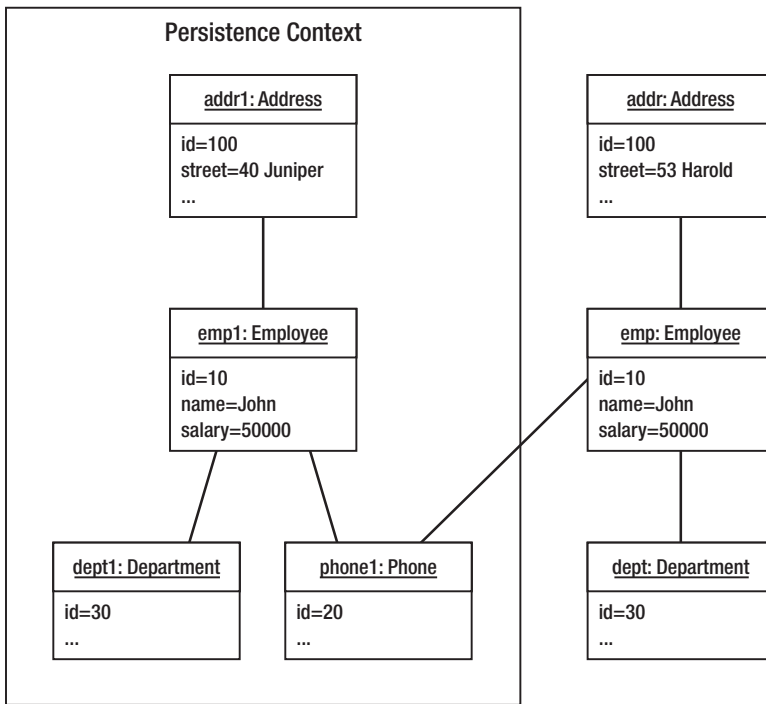 Persistence Context
addr1: Address
id=100
street=40 Juniper
...
addr: Address
id=100
street=53 Harold
...
emp1: Employee
id=10
name=John
salary=50000
emp: Employee
id=10
name=John
salary=50000
dept1: Department
id=30
...
phone1: Phone
id=20
...
dept: Department
id=30
...